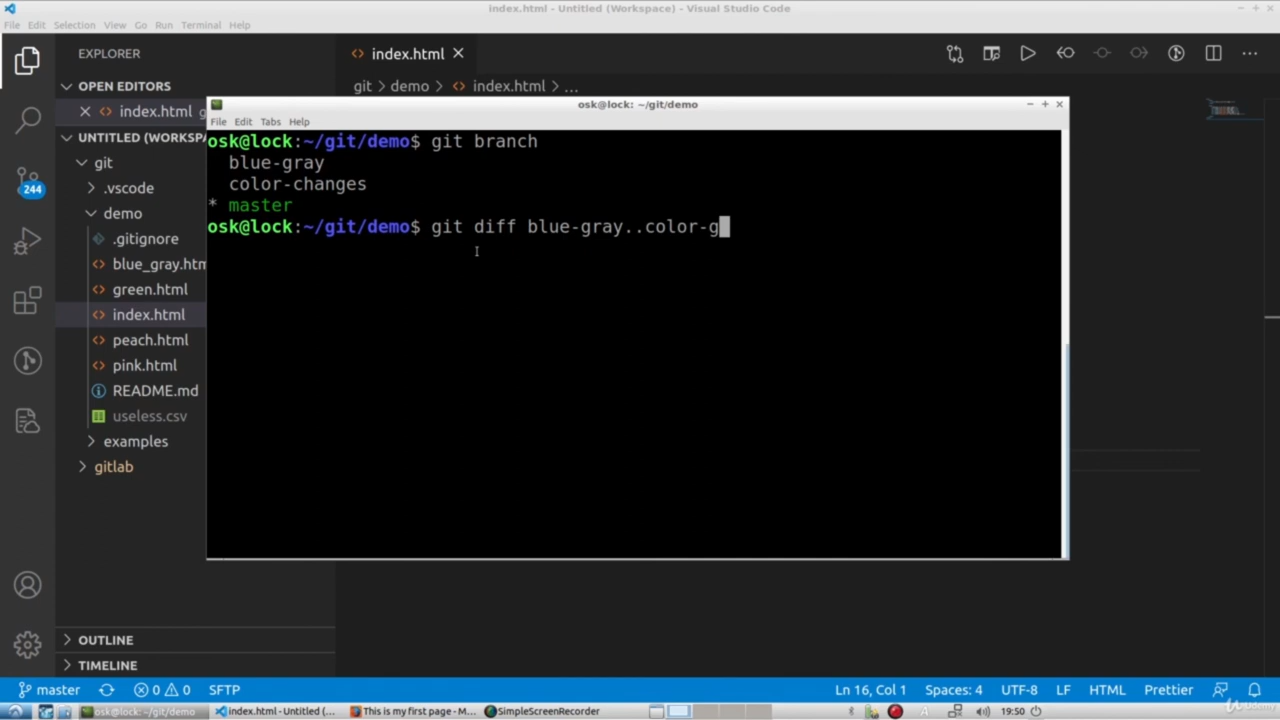 index.html - Untitled (Workspace) - Visual Studio Code
File Edit Selection View Go Run Terminal Help
EXPLORER
index.html
OPEN EDITORS
git > demo > index.html > ...
index.html g
osk@lock: ~/git/demo
File Edit Tabs Help
UNTITLED (WORKSPA
git
.vscode
demo
.gitignore
blue_gray.htm
green.html
index.html
peach.html
pink.html
README.md
useless.csv
examples
gitlab
244
osk@lock:~/git/demo$ git branch
blue-gray
color-changes
* master
osk@lock:~/git/demo$ git diff blue-gray..color-g
OUTLINE
TIMELINE
master 0 0 SFTP Ln 16, Col 1 Spaces: 4 UTF-8 LF HTML Prettier
osk@lock: ~/git/demo index.html - Untitled (... This is my first page - M... SimpleScreenRecorder A 19:50
Udemy